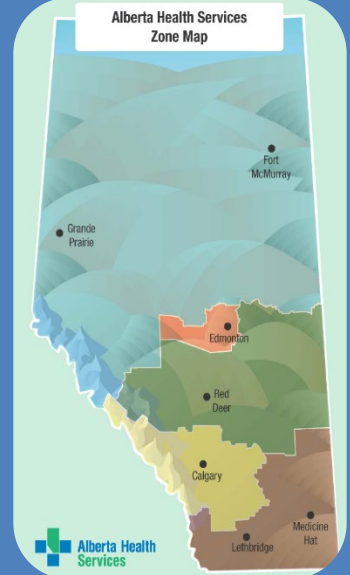 Alberta Health Services
Zone Map
Fort
McMurray
Grande
Prairie
Edmonton
Red
Deer
Calgary
Medicine
Hat
Lethbridge
Alberta Health
Services